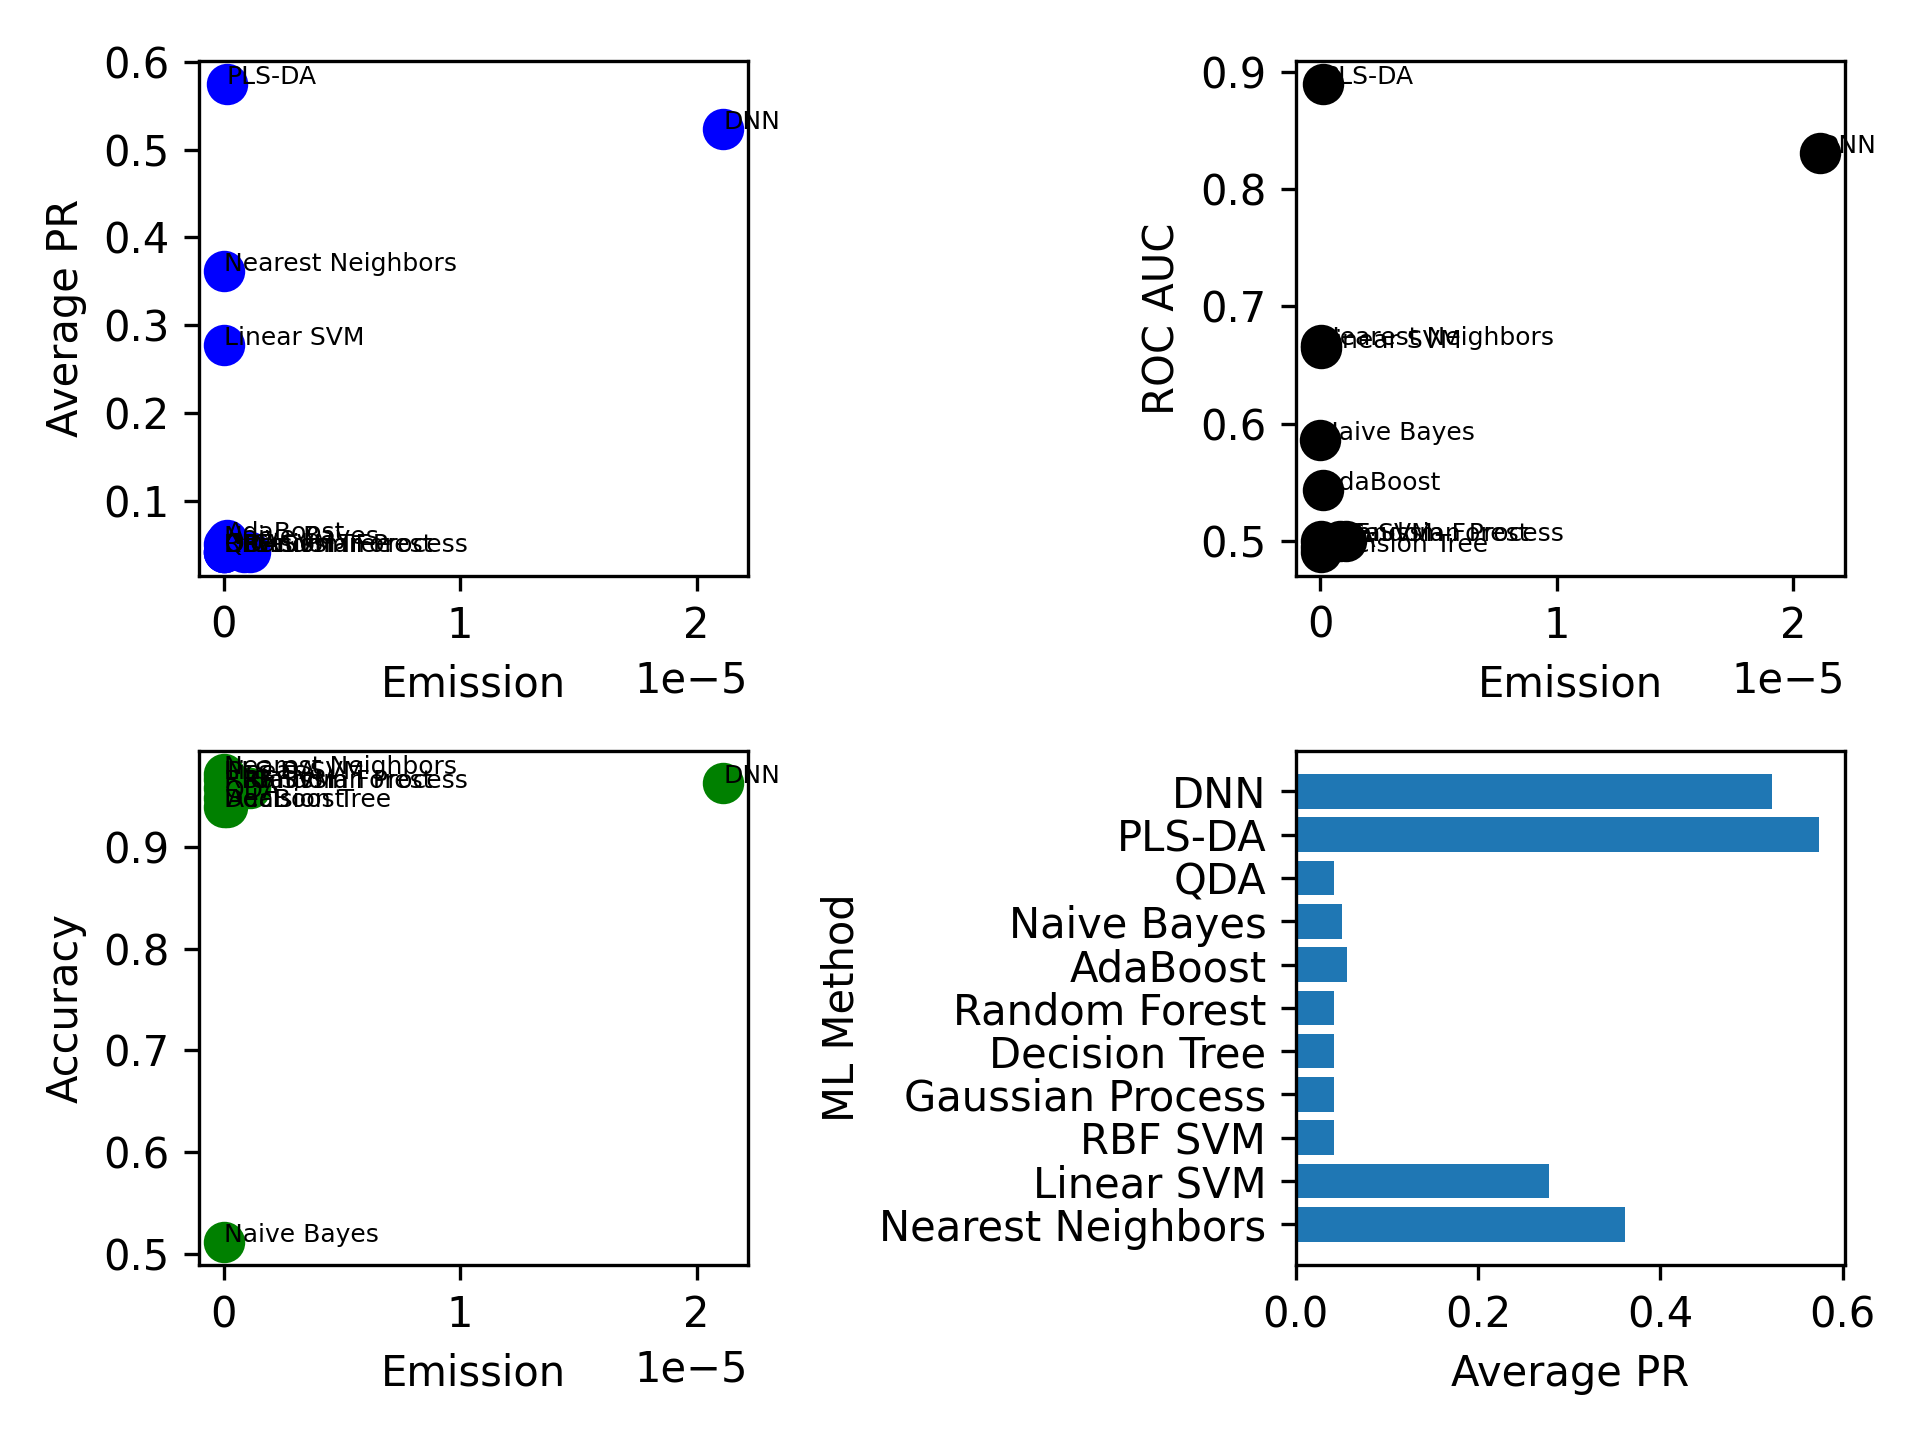 0.6
0.5
0.4
0.3
0.2
0.1
Average PR
PLS-DA
DNN
Nearest Neighbors
Linear SVM
AdaBoost
0 1 2
Emission 1e−5
0.9
0.8
0.7
0.6
0.5
ROC AUC
Nearest Neighbors
Naive Bayes
AdaBoost
0 1 2
Emission 1e−5
0.9
0.8
0.7
0.6
0.5
Accuracy
Nearest Neighbors
DNN
Naive Bayes
0 1 2
Emission 1e−5
ML Method
DNN
PLS-DA
QDA
Naive Bayes
AdaBoost
Random Forest
Decision Tree
Gaussian Process
RBF SVM
Linear SVM
Nearest Neighbors
0.0 0.2 0.4 0.6
Average PR